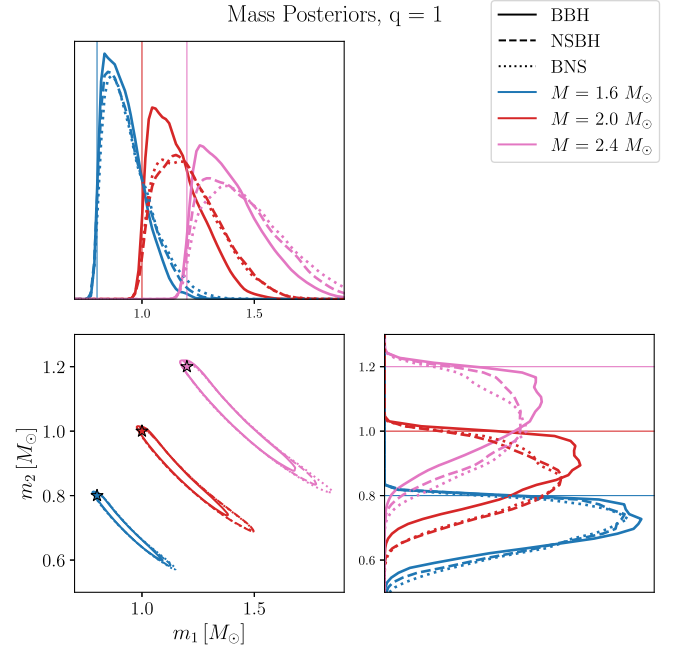 Mass Posteriors, q = 1
BBH
NSBH
BNS
M = 1.6 M☉
M = 2.0 M☉
M = 2.4 M☉
1.0 1.5
1.2
1.0
0.8
0.6
m₂ [M☉]
1.0 1.5
m₁ [M☉]
1.2
1.0
0.8
0.6